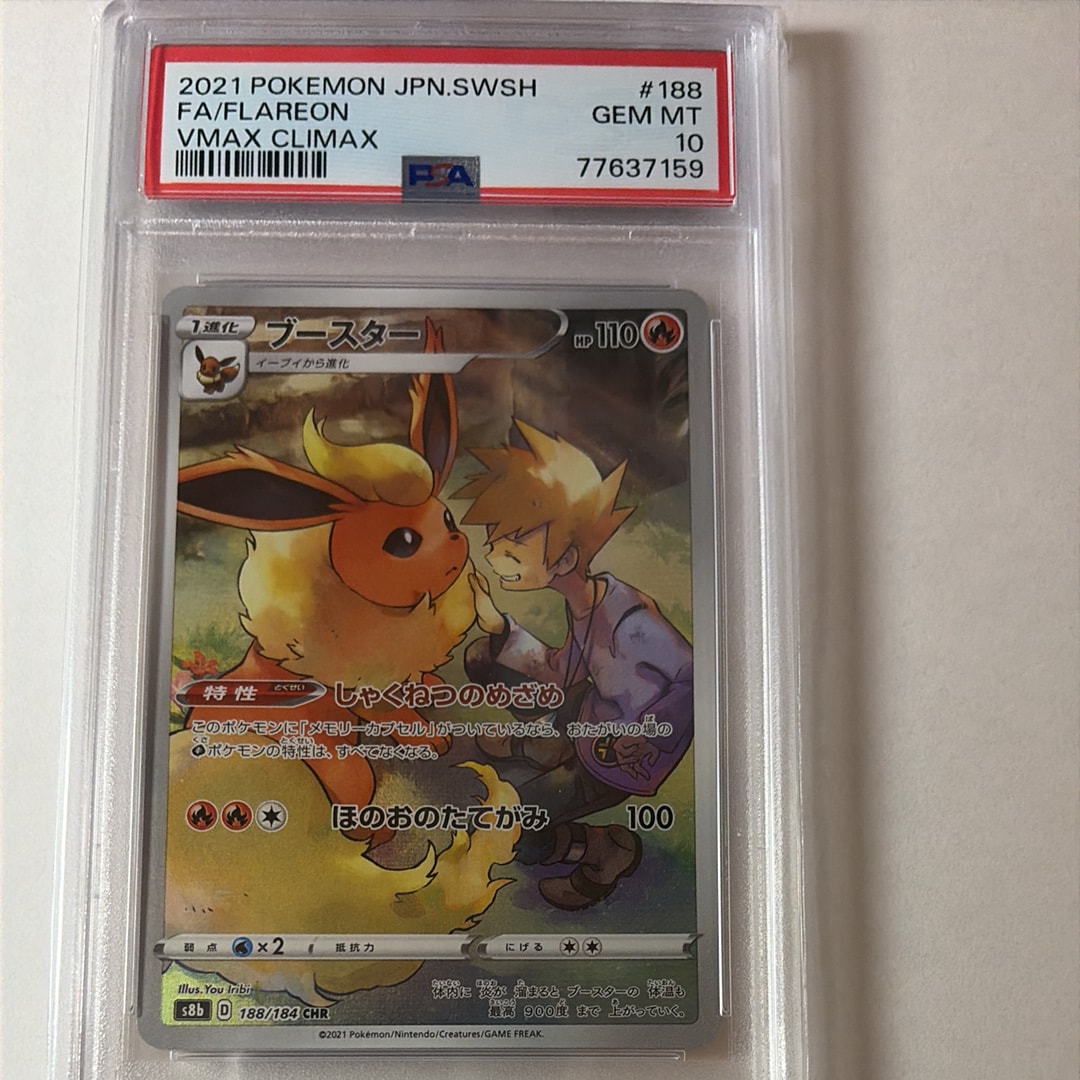 2021 POKEMON JPN.SWSH #188
FA/FLAREON GEM MT
VMAX CLIMAX 10
PSA 77637159
1進化 ブースター HP 110
イーブイから進化
特性 とくせい しゃくねつのめざめ
このポケモンに「メモリーカプセル」がついているなら、おたがいの場の
ポケモンの特性は、すべてなくなる。
ほのおのたてがみ 100
弱点 ×2 抵抗力 にげる
Illus. You Iribi
体内に 炎が 溜まると ブースターの 体温も
最高 900度 まで 上がっていく。
s8b D 188/184 CHR
©2021 Pokémon/Nintendo/Creatures/GAME FREAK.